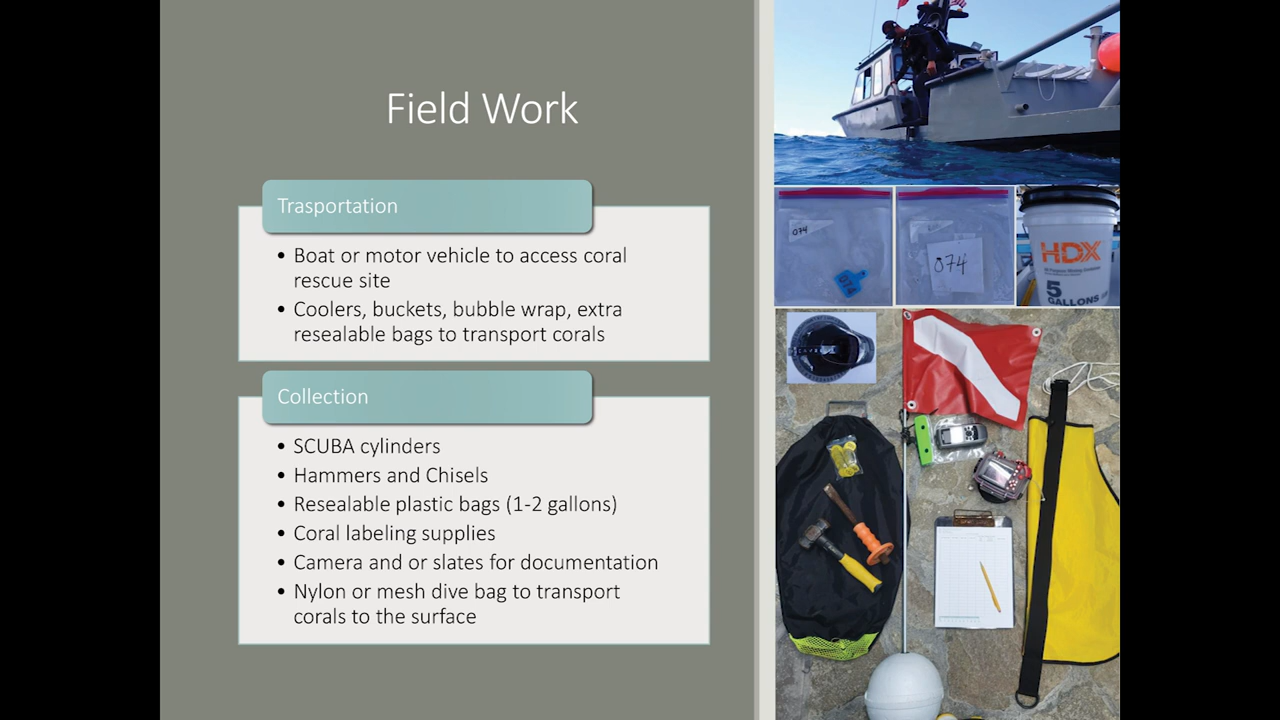 Field Work
Trasportation
• Boat or motor vehicle to access coral
rescue site
• Coolers, buckets, bubble wrap, extra
resealable bags to transport corals
Collection
• SCUBA cylinders
• Hammers and Chisels
• Resealable plastic bags (1-2 gallons)
• Coral labeling supplies
• Camera and or slates for documentation
• Nylon or mesh dive bag to transport
corals to the surface
074
074
074
HDX
5
GALLONS